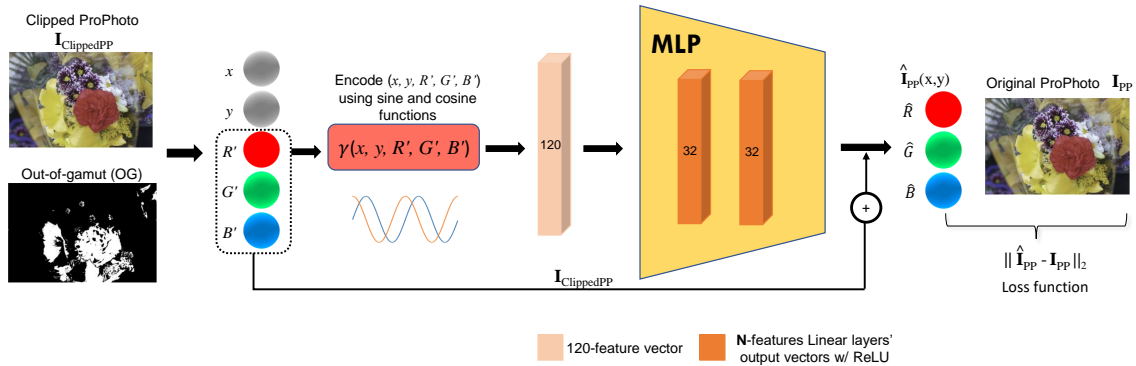 Clipped ProPhoto
I_ClippedPP
Out-of-gamut (OG)
x
y
R'
G'
B'
Encode (x, y, R', G', B')
using sine and cosine
functions
γ(x, y, R', G', B')
120
MLP
32
32
I_ClippedPP
+
Î_PP(x,y)
R̂
Ĝ
B̂
Original ProPhoto I_PP
|| Î_PP - I_PP ||_2
Loss function
120-feature vector
N-features Linear layers'
output vectors w/ ReLU